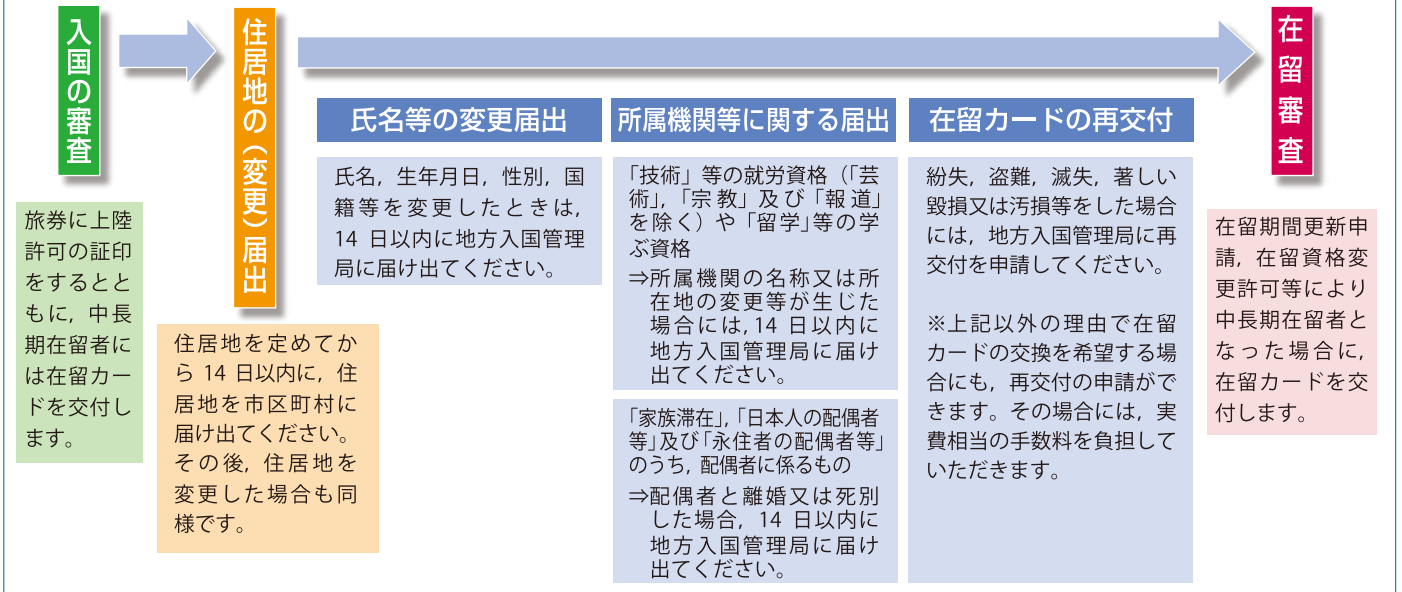 入国の審査
旅券に上陸
許可の証印
をするとと
もに，中長
期在留者に
は在留カー
ドを交付し
ます。
住居地の（変更）届出
住居地を定めてか
ら 14 日以内に，住
居地を市区町村に
届け出てください。
その後，住居地を
変更した場合も同
様です。
氏名等の変更届出
氏名，生年月日，性別，国
籍等を変更したときは，
14 日以内に地方入国管理
局に届け出てください。
所属機関等に関する届出
「技術」等の就労資格（「芸
術」，「宗教」及び「報道」
を除く）や「留学」等の学
ぶ資格
⇒所属機関の名称又は所
在地の変更等が生じた
場合には，14 日以内に
地方入国管理局に届け
出てください。
「家族滞在」，「日本人の配偶者
等」及び「永住者の配偶者等」
のうち，配偶者に係るもの
⇒配偶者と離婚又は死別
した場合，14 日以内に
地方入国管理局に届け
出てください。
在留カードの再交付
紛失，盗難，滅失，著しい
毀損又は汚損等をした場合
には，地方入国管理局に再
交付を申請してください。
※上記以外の理由で在留
カードの交換を希望する場
合にも，再交付の申請がで
きます。その場合には，実
費相当の手数料を負担して
いただきます。
在留審査
在留期間更新申
請，在留資格変
更許可等により
中長期在留者と
なった場合に，
在留カードを交
付します。